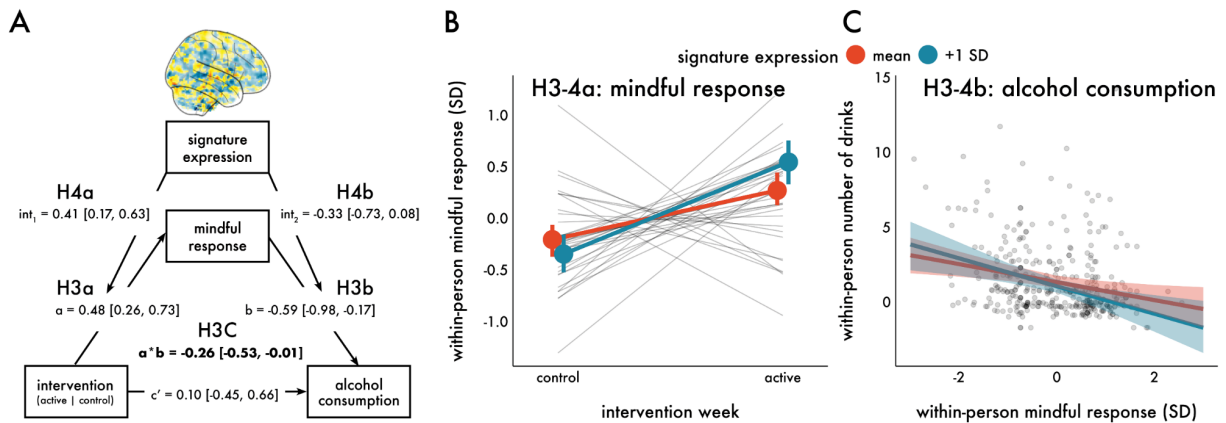 A
signature
expression
H4a
int₁ = 0.41 [0.17, 0.63]
H4b
int₂ = -0.33 [-0.73, 0.08]
mindful
response
H3a
a = 0.48 [0.26, 0.73]
H3b
b = -0.59 [-0.98, -0.17]
H3C
a*b = -0.26 [-0.53, -0.01]
intervention
(active | control)
c' = 0.10 [-0.45, 0.66]
alcohol
consumption
B
signature expression mean +1 SD
H3-4a: mindful response
within-person mindful response (SD)
1.0
0.5
0.0
-0.5
-1.0
control
active
intervention week
C
H3-4b: alcohol consumption
within-person number of drinks
15
10
5
0
-2
0
2
within-person mindful response (SD)